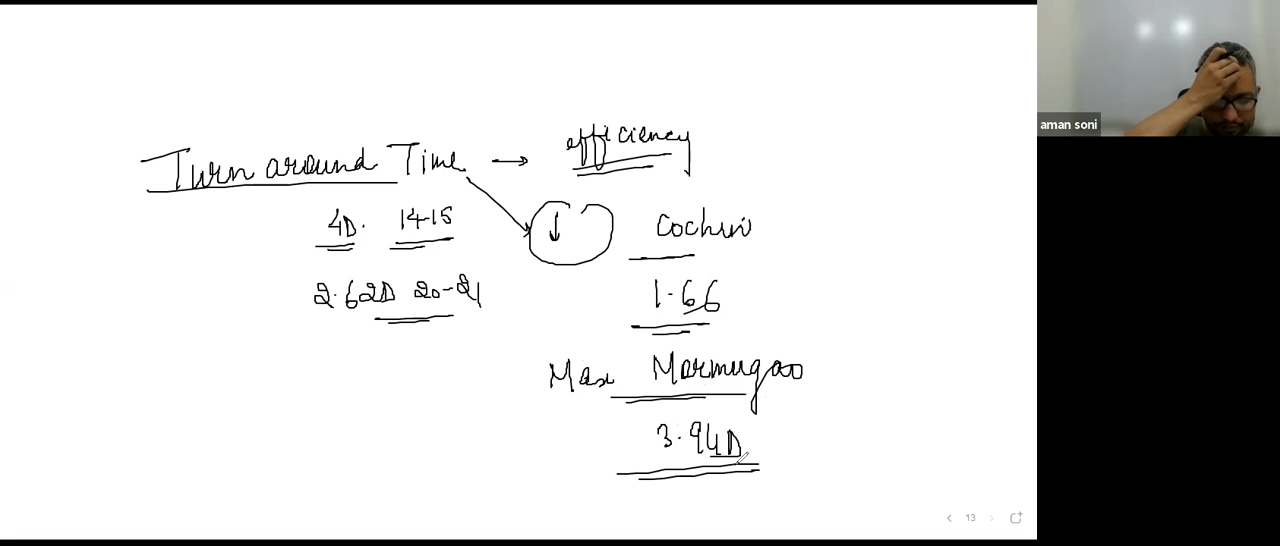 Turn around Time → efficiency
4D. 14-15 ↓ Cochin
2.62D 20-21 1.66
Max Marmugao
3.94D
aman soni
13